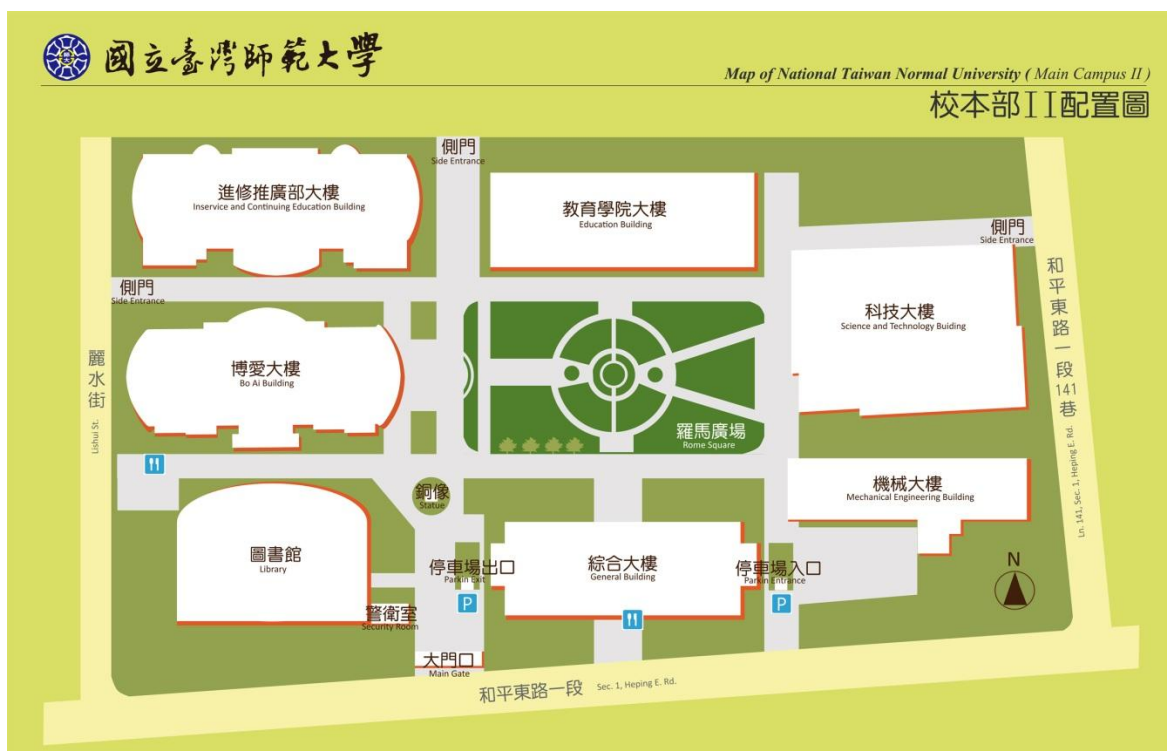 國立臺灣師範大學
Map of National Taiwan Normal University ( Main Campus II )
校本部II配置圖
側門
Side Entrance
進修推廣部大樓
Inservice and Continuing Education Building
教育學院大樓
Education Building
側門
Side Entrance
側門
Side Entrance
科技大樓
Science and Technology Buiding
博愛大樓
Bo Ai Building
麗水街
Lishui St.
和平東路一段141巷
Ln. 141, Sec. 1, Heping E. Rd.
羅馬廣場
Rome Square
銅像
Statue
機械大樓
Mechanical Engineering Building
圖書館
Library
停車場出口
Parkin Exit
P
綜合大樓
General Building
停車場入口
Parkin Entrance
P
N
警衛室
Security Room
大門口
Main Gate
和平東路一段 Sec. 1, Heping E. Rd.